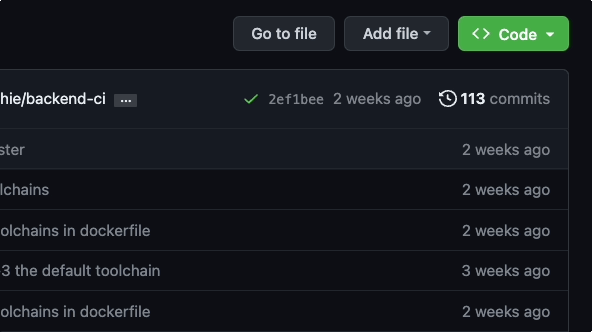 Go to file Add file Code
hie/backend-ci ... 2ef1bee 2 weeks ago 113 commits
ster 2 weeks ago
lchains 2 weeks ago
olchains in dockerfile 2 weeks ago
-3 the default toolchain 3 weeks ago
olchains in dockerfile 2 weeks ago